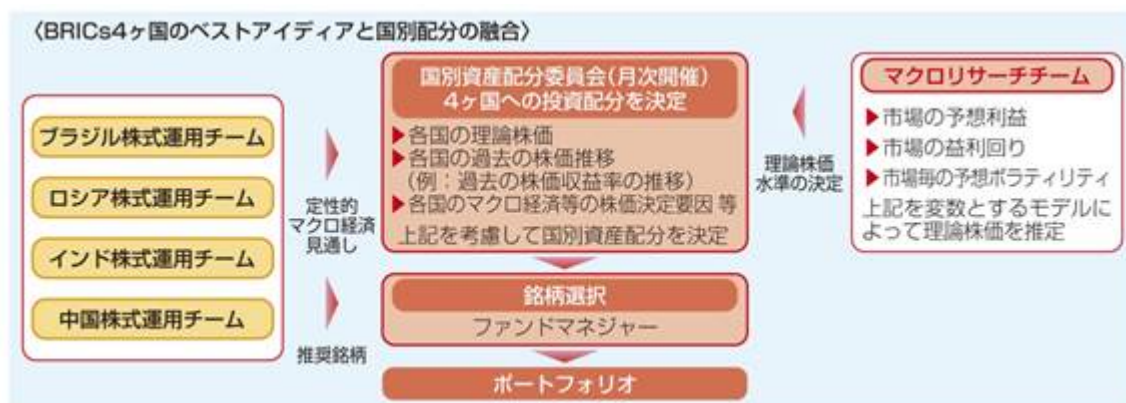 〈BRICs4ヶ国のベストアイディアと国別配分の融合〉
ブラジル株式運用チーム
ロシア株式運用チーム
インド株式運用チーム
中国株式運用チーム
定性的
マクロ経済
見通し
推奨銘柄
国別資産配分委員会(月次開催)
4ヶ国への投資配分を決定
▶各国の理論株価
▶各国の過去の株価推移
(例:過去の株価収益率の推移)
▶各国のマクロ経済等の株価決定要因 等
上記を考慮して国別資産配分を決定
銘柄選択
ファンドマネジャー
ポートフォリオ
理論株価
水準の決定
マクロリサーチチーム
▶市場の予想利益
▶市場の益利回り
▶市場毎の予想ボラティリティ
上記を変数とするモデルに
よって理論株価を推定